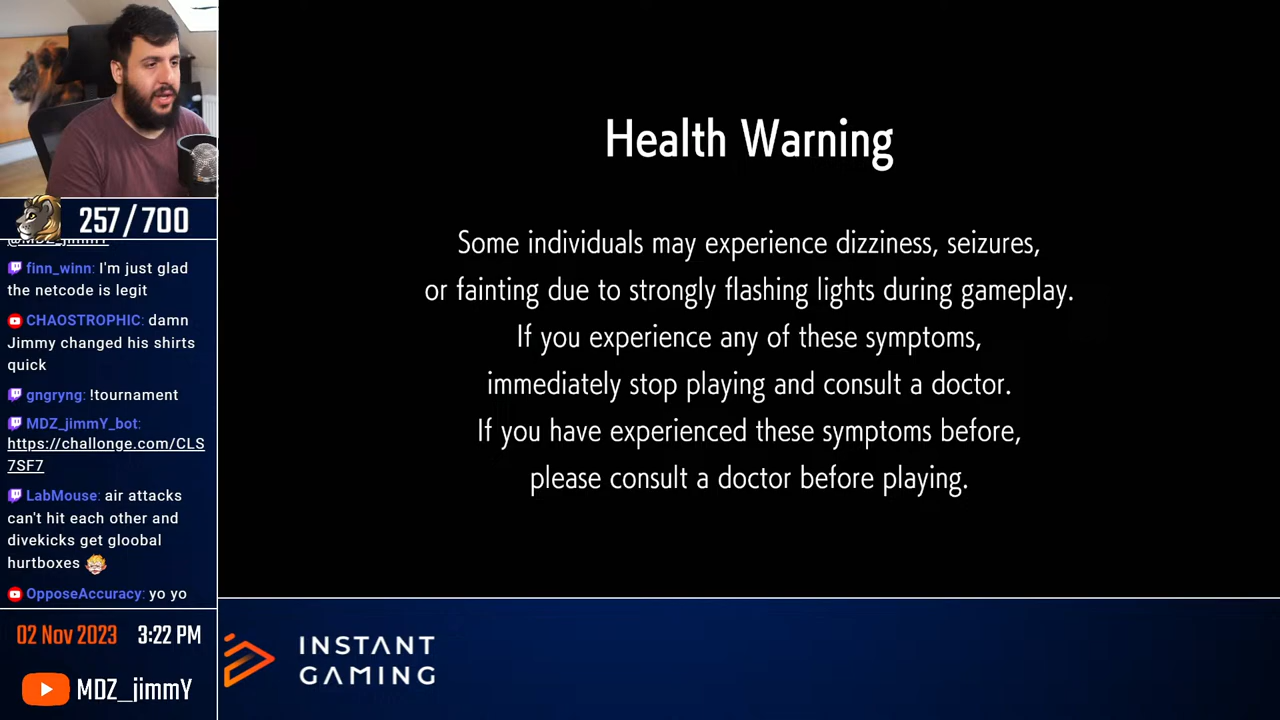 Health Warning
Some individuals may experience dizziness, seizures,
or fainting due to strongly flashing lights during gameplay.
If you experience any of these symptoms,
immediately stop playing and consult a doctor.
If you have experienced these symptoms before,
please consult a doctor before playing.
257 / 700
@MDZ_jimmY
finn_winn: I'm just glad
the netcode is legit
CHAOSTROPHIC: damn
Jimmy changed his shirts
quick
gngryng: !tournament
MDZ_jimmY_bot:
https://challonge.com/CLS
7SF7
LabMouse: air attacks
can't hit each other and
divekicks get gloobal
hurtboxes
OpposeAccuracy: yo yo
02 Nov 2023 3:22 PM
MDZ_jimmY
INSTANT
GAMING